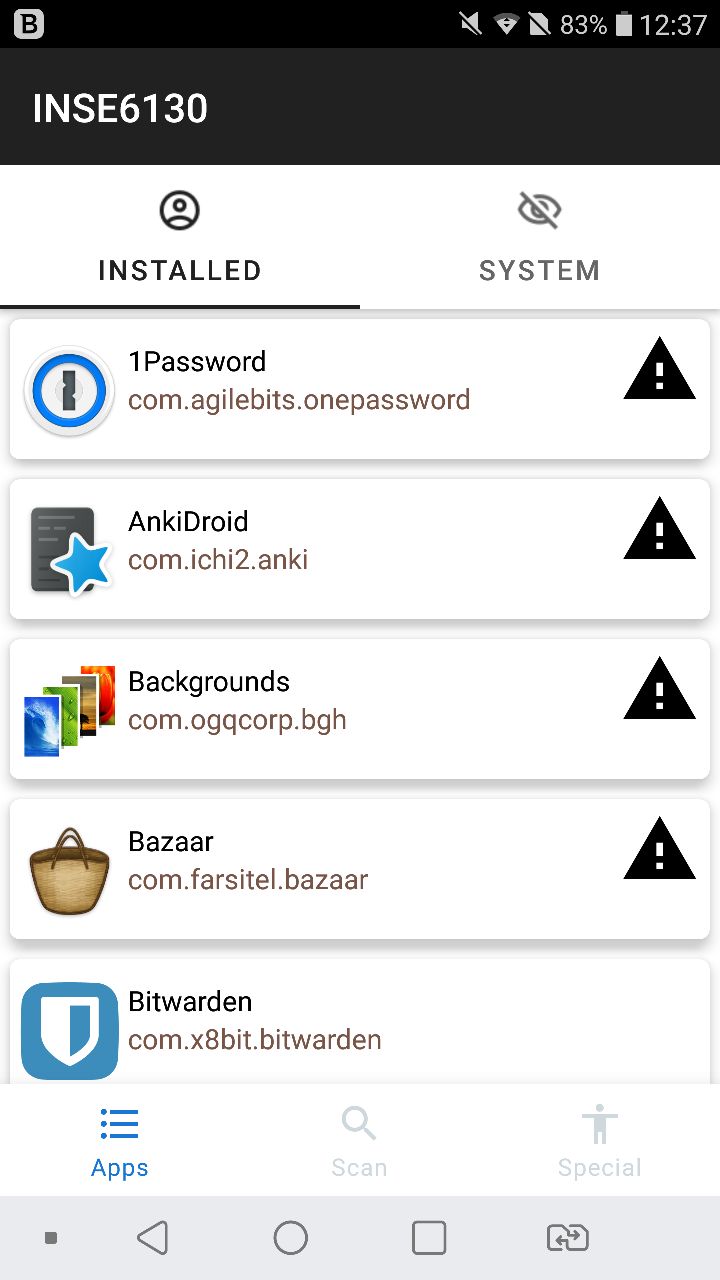 B
83% 12:37
INSE6130
INSTALLED
SYSTEM
1Password
com.agilebits.onepassword
AnkiDroid
com.ichi2.anki
Backgrounds
com.ogqcorp.bgh
Bazaar
com.farsitel.bazaar
Bitwarden
com.x8bit.bitwarden
Apps
Scan
Special